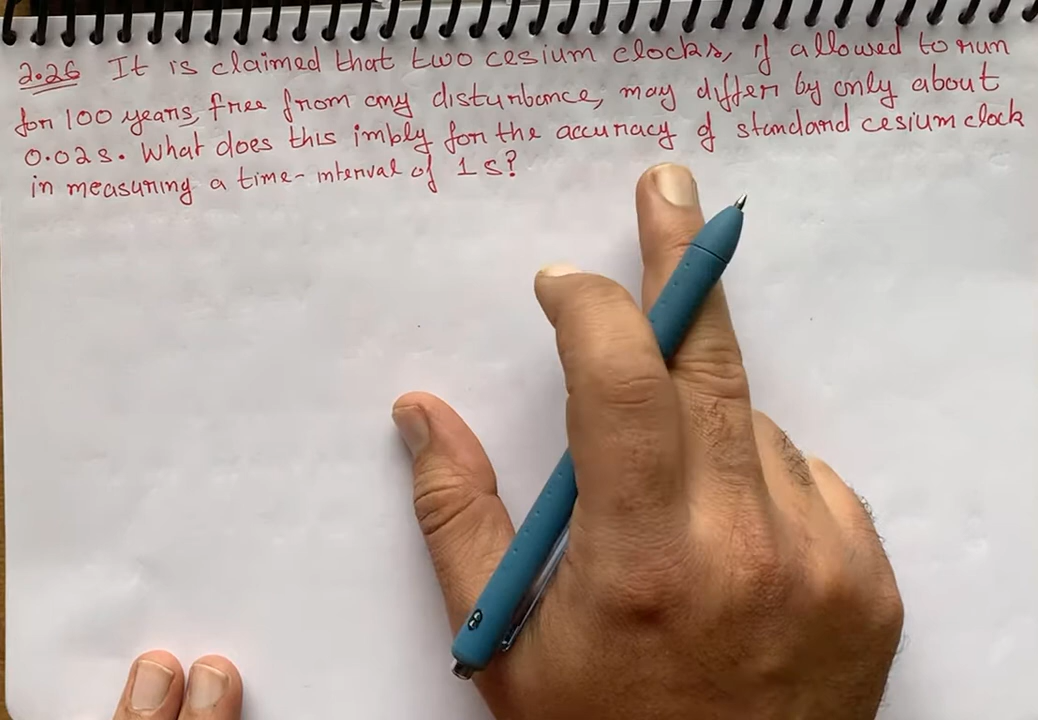 2.26 It is claimed that two cesium clocks, if allowed to run
for 100 years, free from any disturbance, may differ by only about
0.02 s. What does this imbly for the accuracy of standard cesium clock
in measuring a time-interval of 1 s?